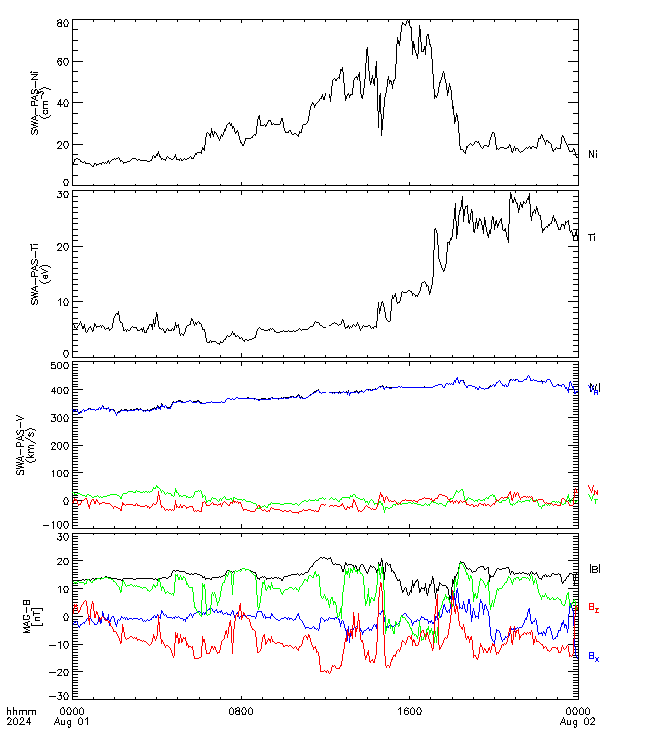 80
60
40
20
0
SWA-PAS-Ni
(cm-3)
Ni
30
20
10
0
SWA-PAS-Ti
(eV)
Ti
500
400
300
200
100
0
-100
SWA-PAS-V
(km/s)
VN
VT
30
20
10
0
-10
-20
-30
MAG-B
[nT]
|B|
BZ
BX
hhmm
2024
0000
Aug 01
0800
1600
0000
Aug 02